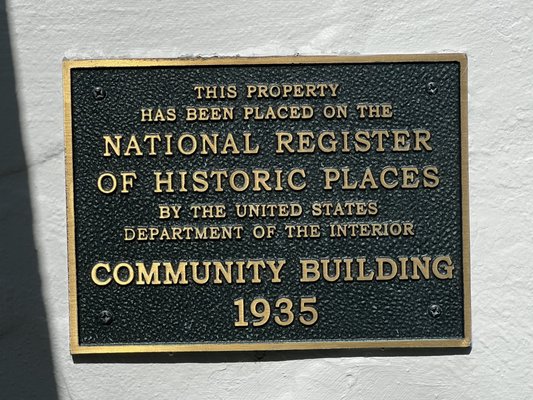 THIS PROPERTY
HAS BEEN PLACED ON THE
NATIONAL REGISTER
OF HISTORIC PLACES
BY THE UNITED STATES
DEPARTMENT OF THE INTERIOR
COMMUNITY BUILDING
1935